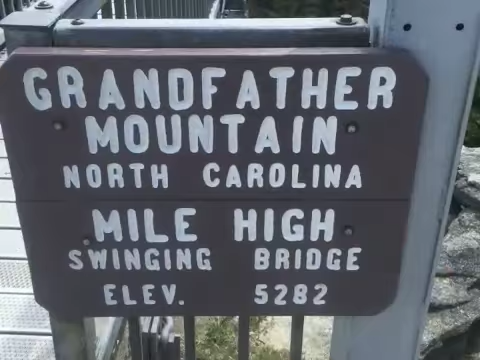 GRANDFATHER
MOUNTAIN
NORTH CAROLINA
MILE HIGH
SWINGING BRIDGE
ELEV. 5282